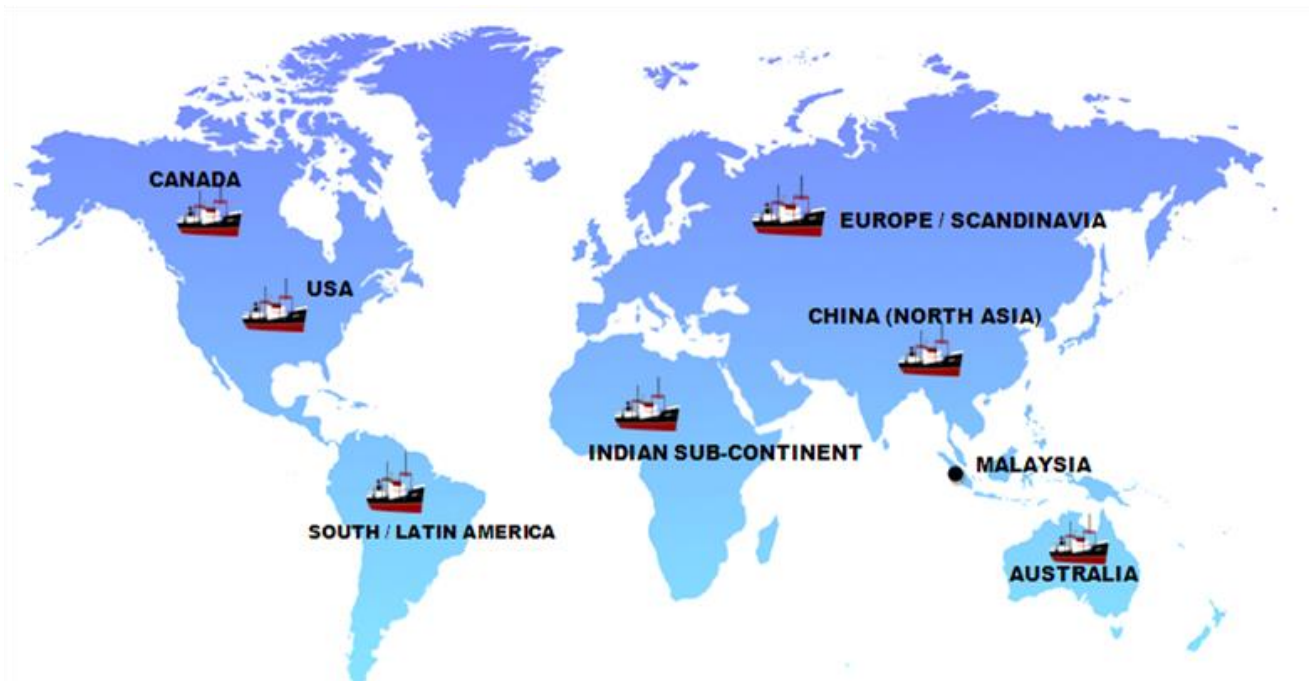 CANADA
EUROPE / SCANDINAVIA
USA
CHINA (NORTH ASIA)
INDIAN SUB-CONTINENT
MALAYSIA
SOUTH / LATIN AMERICA
AUSTRALIA